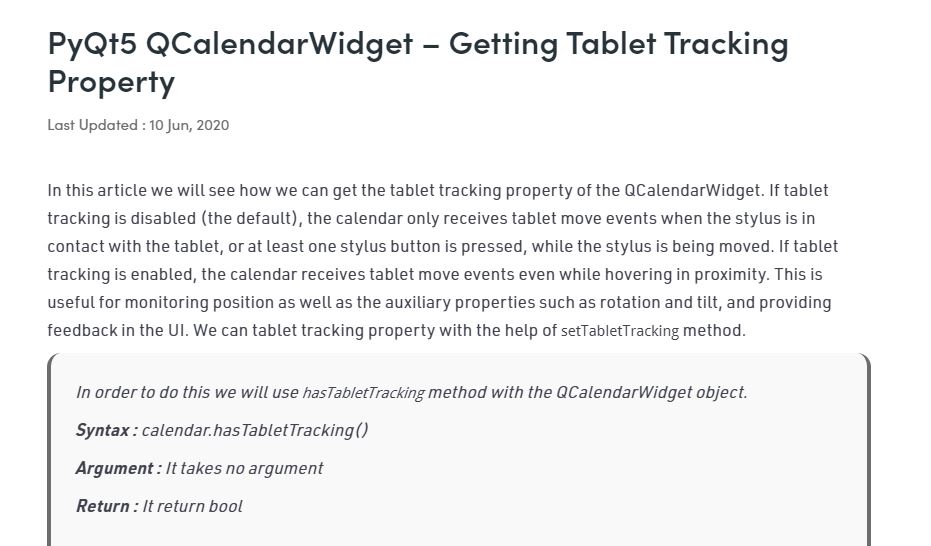 PyQt5 QCalendarWidget – Getting Tablet Tracking
Property
Last Updated : 10 Jun, 2020
In this article we will see how we can get the tablet tracking property of the QCalendarWidget. If tablet
tracking is disabled (the default), the calendar only receives tablet move events when the stylus is in
contact with the tablet, or at least one stylus button is pressed, while the stylus is being moved. If tablet
tracking is enabled, the calendar receives tablet move events even while hovering in proximity. This is
useful for monitoring position as well as the auxiliary properties such as rotation and tilt, and providing
feedback in the UI. We can tablet tracking property with the help of setTabletTracking method.
In order to do this we will use hasTabletTracking method with the QCalendarWidget object.
Syntax : calendar.hasTabletTracking()
Argument : It takes no argument
Return : It return bool